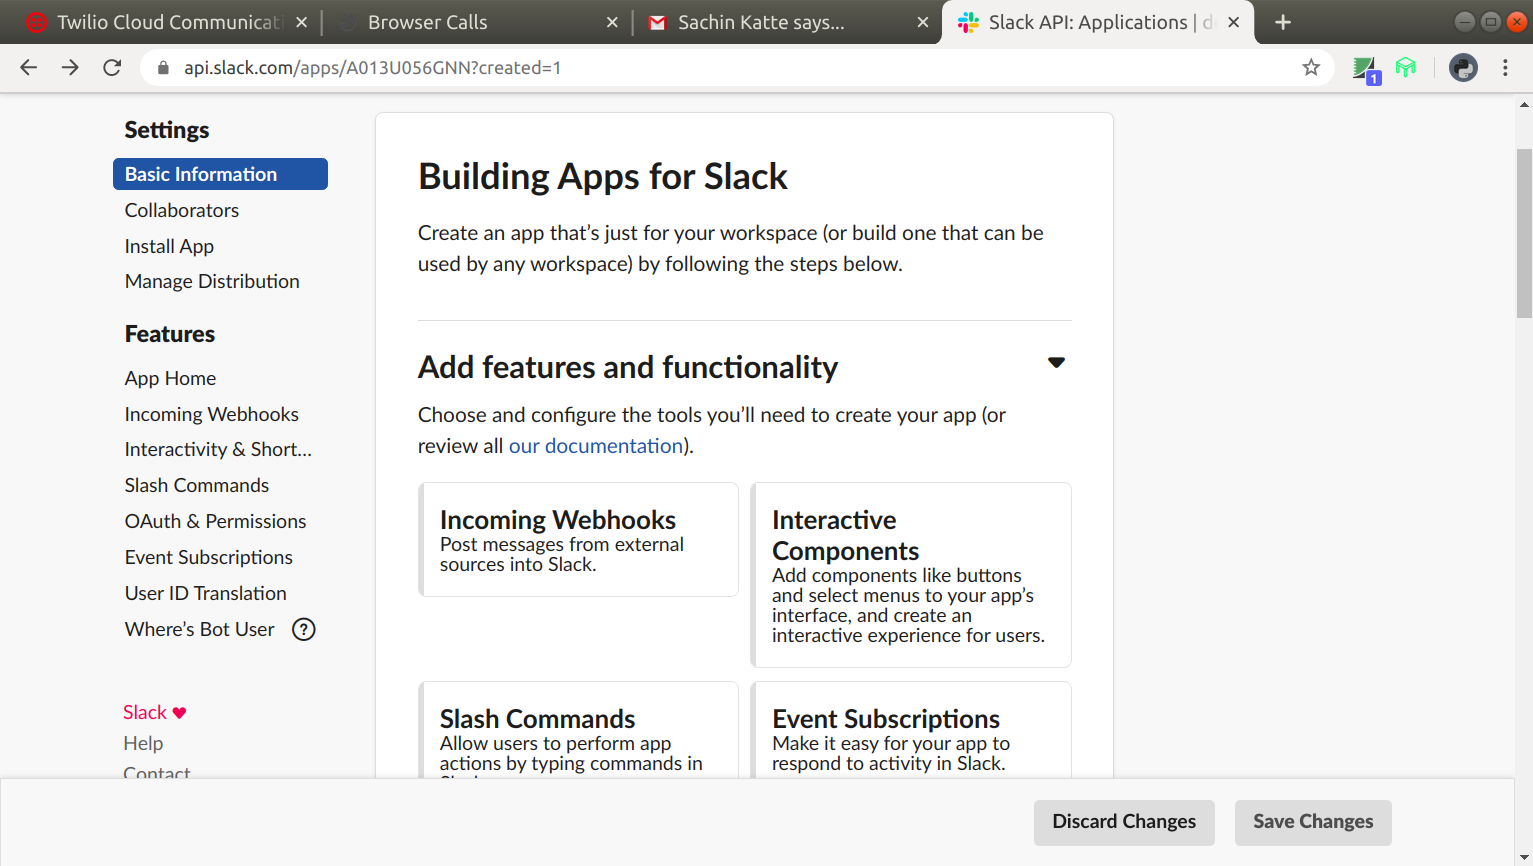 Twilio Cloud Communicati
Browser Calls
Sachin Katte says...
Slack API: Applications | d
api.slack.com/apps/A013U056GNN?created=1
1
Settings
Basic Information
Collaborators
Install App
Manage Distribution
Features
App Home
Incoming Webhooks
Interactivity & Short...
Slash Commands
OAuth & Permissions
Event Subscriptions
User ID Translation
Where's Bot User ?
Slack ♥
Help
Contact
Building Apps for Slack
Create an app that’s just for your workspace (or build one that can be
used by any workspace) by following the steps below.
Add features and functionality
Choose and configure the tools you’ll need to create your app (or
review all our documentation).
Incoming Webhooks
Post messages from external
sources into Slack.
Interactive
Components
Add components like buttons
and select menus to your app’s
interface, and create an
interactive experience for users.
Slash Commands
Allow users to perform app
actions by typing commands in
Event Subscriptions
Make it easy for your app to
respond to activity in Slack.
Discard Changes
Save Changes